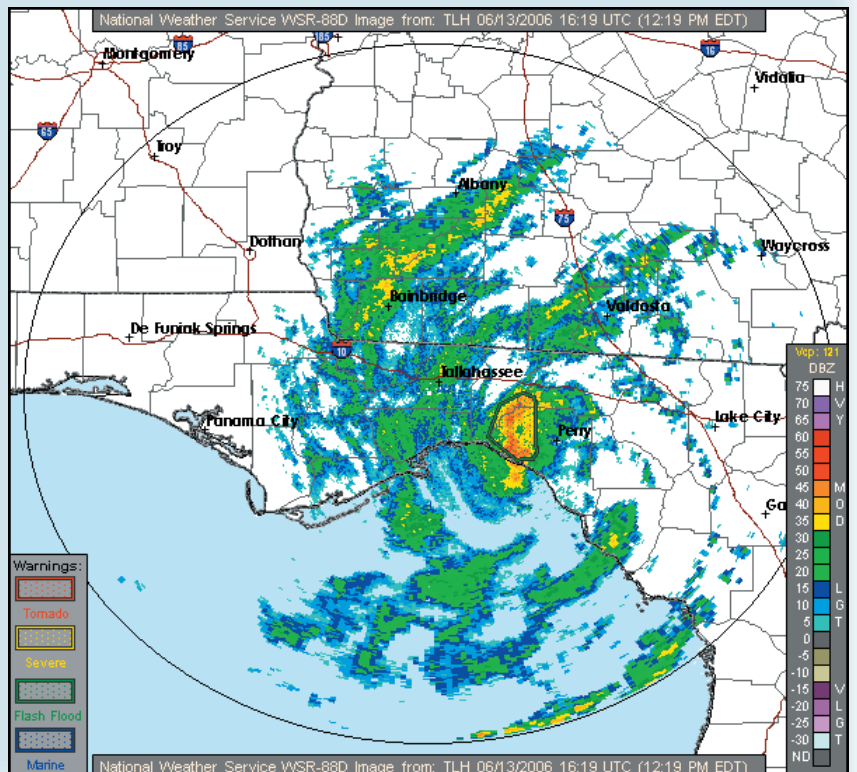 National Weather Service WSR-88D Image from: TLH 06/13/2006 16:19 UTC (12:19 PM EDT)
185
85
16
Montgomery
Vidalia
65
Troy
Albany
75
Dothan
Waycross
Bainbridge
Valdosta
De Funiak Springs
10
Tallahassee
Panama City
Perry
Lake City
Ga
Vcp: 121
DBZ
75 H
70 V
65 Y
60
55
50
45 M
40 O
35 D
30
25
20
15 L
10 G
5 T
0
-5
-10
-15 V
-20 L
-25 G
-30 T
ND
Warnings:
Tornado
Severe
Flash Flood
Marine
National Weather Service WSR-88D Image from: TLH 06/13/2006 16:19 UTC (12:19 PM EDT)